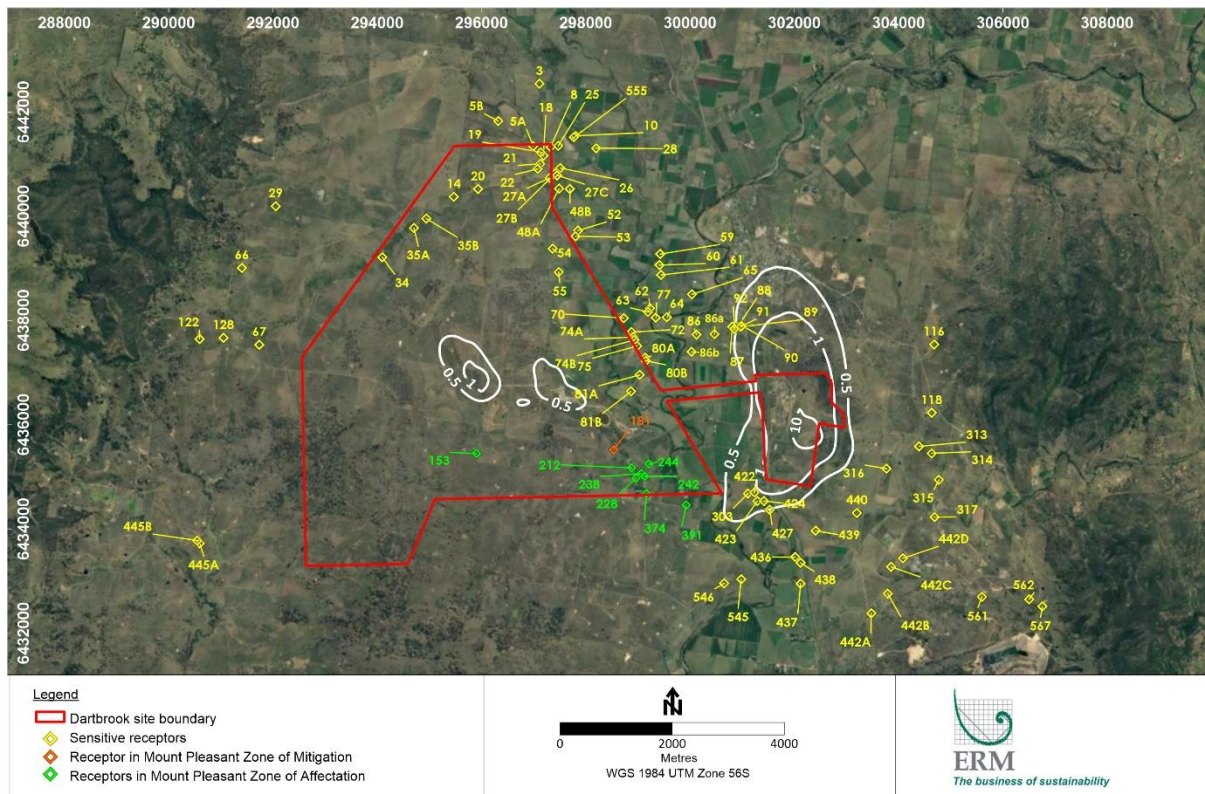 288000 290000 292000 294000 296000 298000 300000 302000 304000 306000 308000
6442000
6440000
6438000
6436000
6434000
6432000
3
8
25
555
18
5B
5A
10
19
28
21
22
20
26
14
27A
27C
29
27B
48B
48A
52
35B
53
59
35A
54
60
66
61
34
55
65
62
77
64
92
88
63
91
89
70
86
86a
72
122
128
67
74A
116
74B
80A
86b
87
90
75
80B
0.5
1
0.5
1
0.5
81A
81B
118
181
10
313
153
212
244
0.5
314
238
242
1
422
316
228
315
303
424
440
374
391
423
427
317
439
445B
442D
445A
436
438
442C
546
562
545
437
442B
561
567
442A
Legend
Dartbrook site boundary
Sensitive receptors
Receptor in Mount Pleasant Zone of Mitigation
Receptors in Mount Pleasant Zone of Affectation
N
0 2000 4000
Metres
WGS 1984 UTM Zone 56S
ERM
The business of sustainability